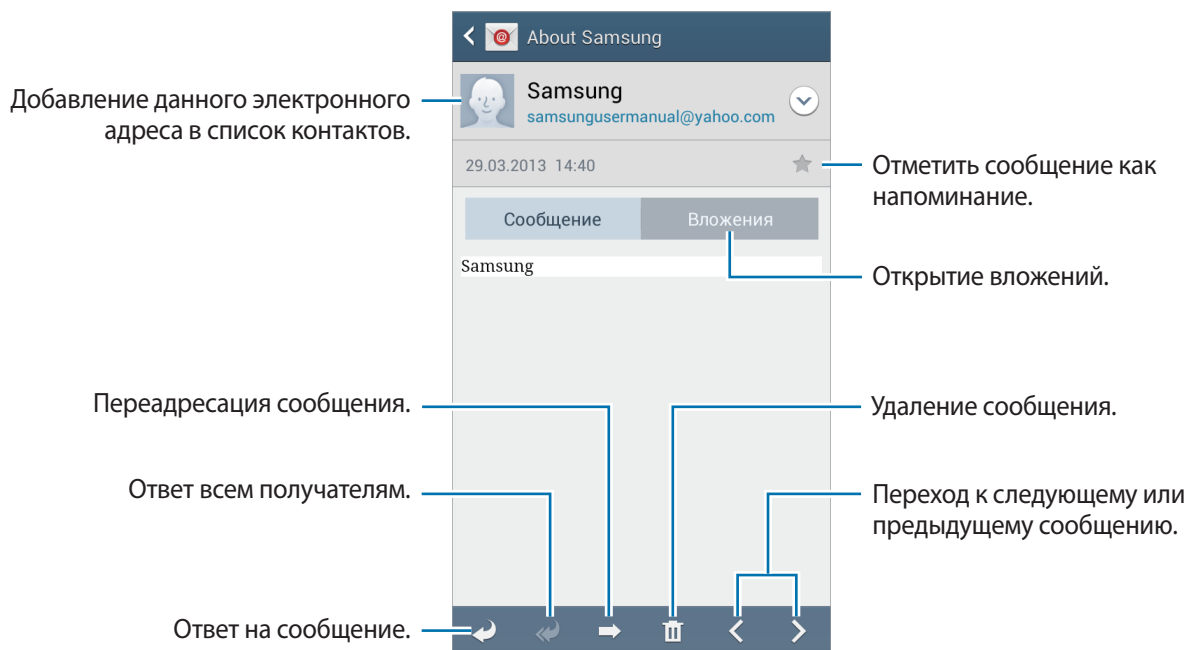 About Samsung
Добавление данного электронного
адреса в список контактов.
Samsung
samsungusermanual@yahoo.com
29.03.2013 14:40
Отметить сообщение как
напоминание.
Сообщение Вложения
Samsung
Открытие вложений.
Переадресация сообщения.
Удаление сообщения.
Ответ всем получателям.
Переход к следующему или
предыдущему сообщению.
Ответ на сообщение.